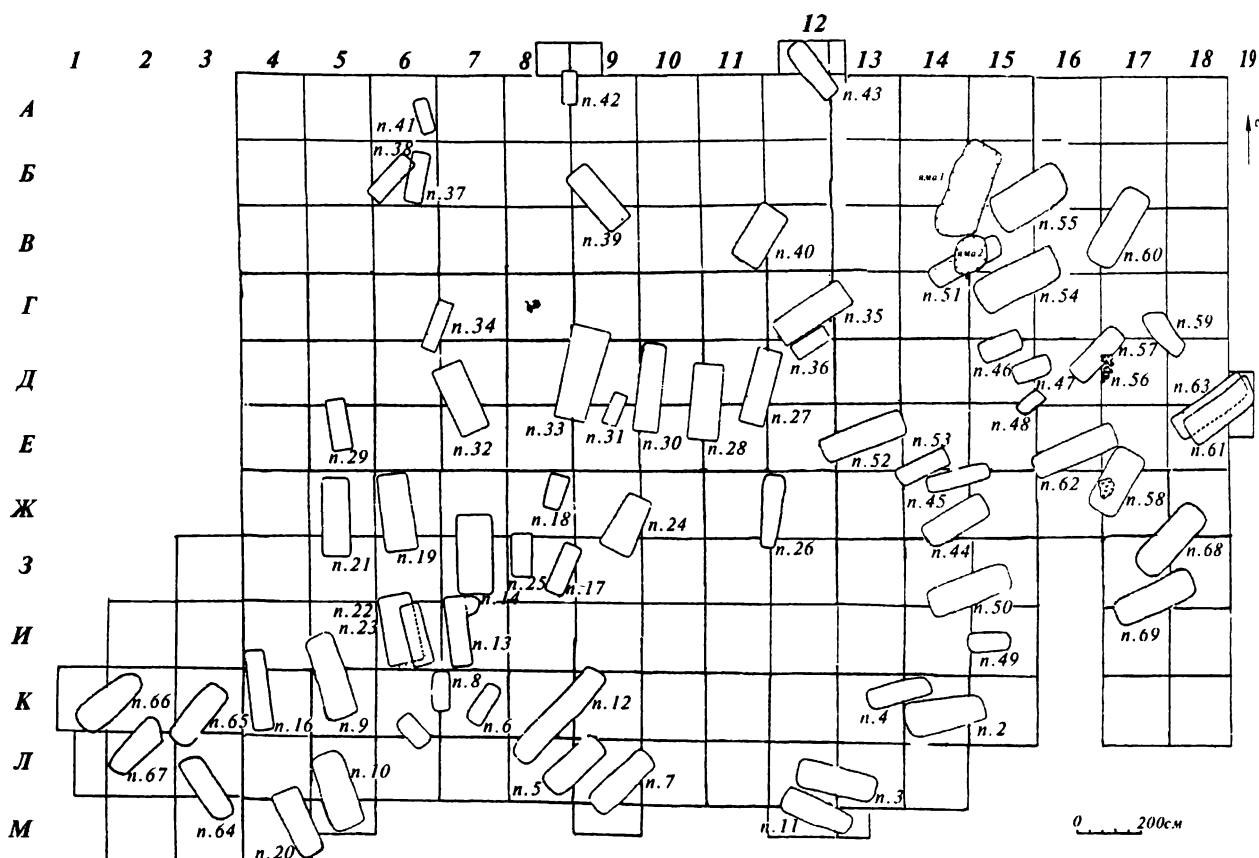 1 2 3 4 5 6 7 8 9 10 11 12 13 14 15 16 17 18 19
А
п.41
п.42
п.43
с
Б
п.38
п.37
п.39
яма 1
п.55
В
п.40
яма 2
п.60
п.51
п.54
Г
п.34
п.35
п.36
п.59
п.57
п.46
п.47
п.56
Д
п.32
п.33
п.31
п.30
п.28
п.27
п.48
п.63
п.61
Е
п.29
п.52
п.53
п.45
п.62
п.58
Ж
п.21
п.19
п.18
п.24
п.26
п.44
п.68
З
п.25
п.17
п.14
п.50
п.69
И
п.22
п.23
п.13
п.49
К
п.66
п.65
п.16
п.9
п.8
п.6
п.12
п.4
п.2
Л
п.67
п.10
п.5
п.7
п.3
п.64
п.11
М
п.20
0 200см